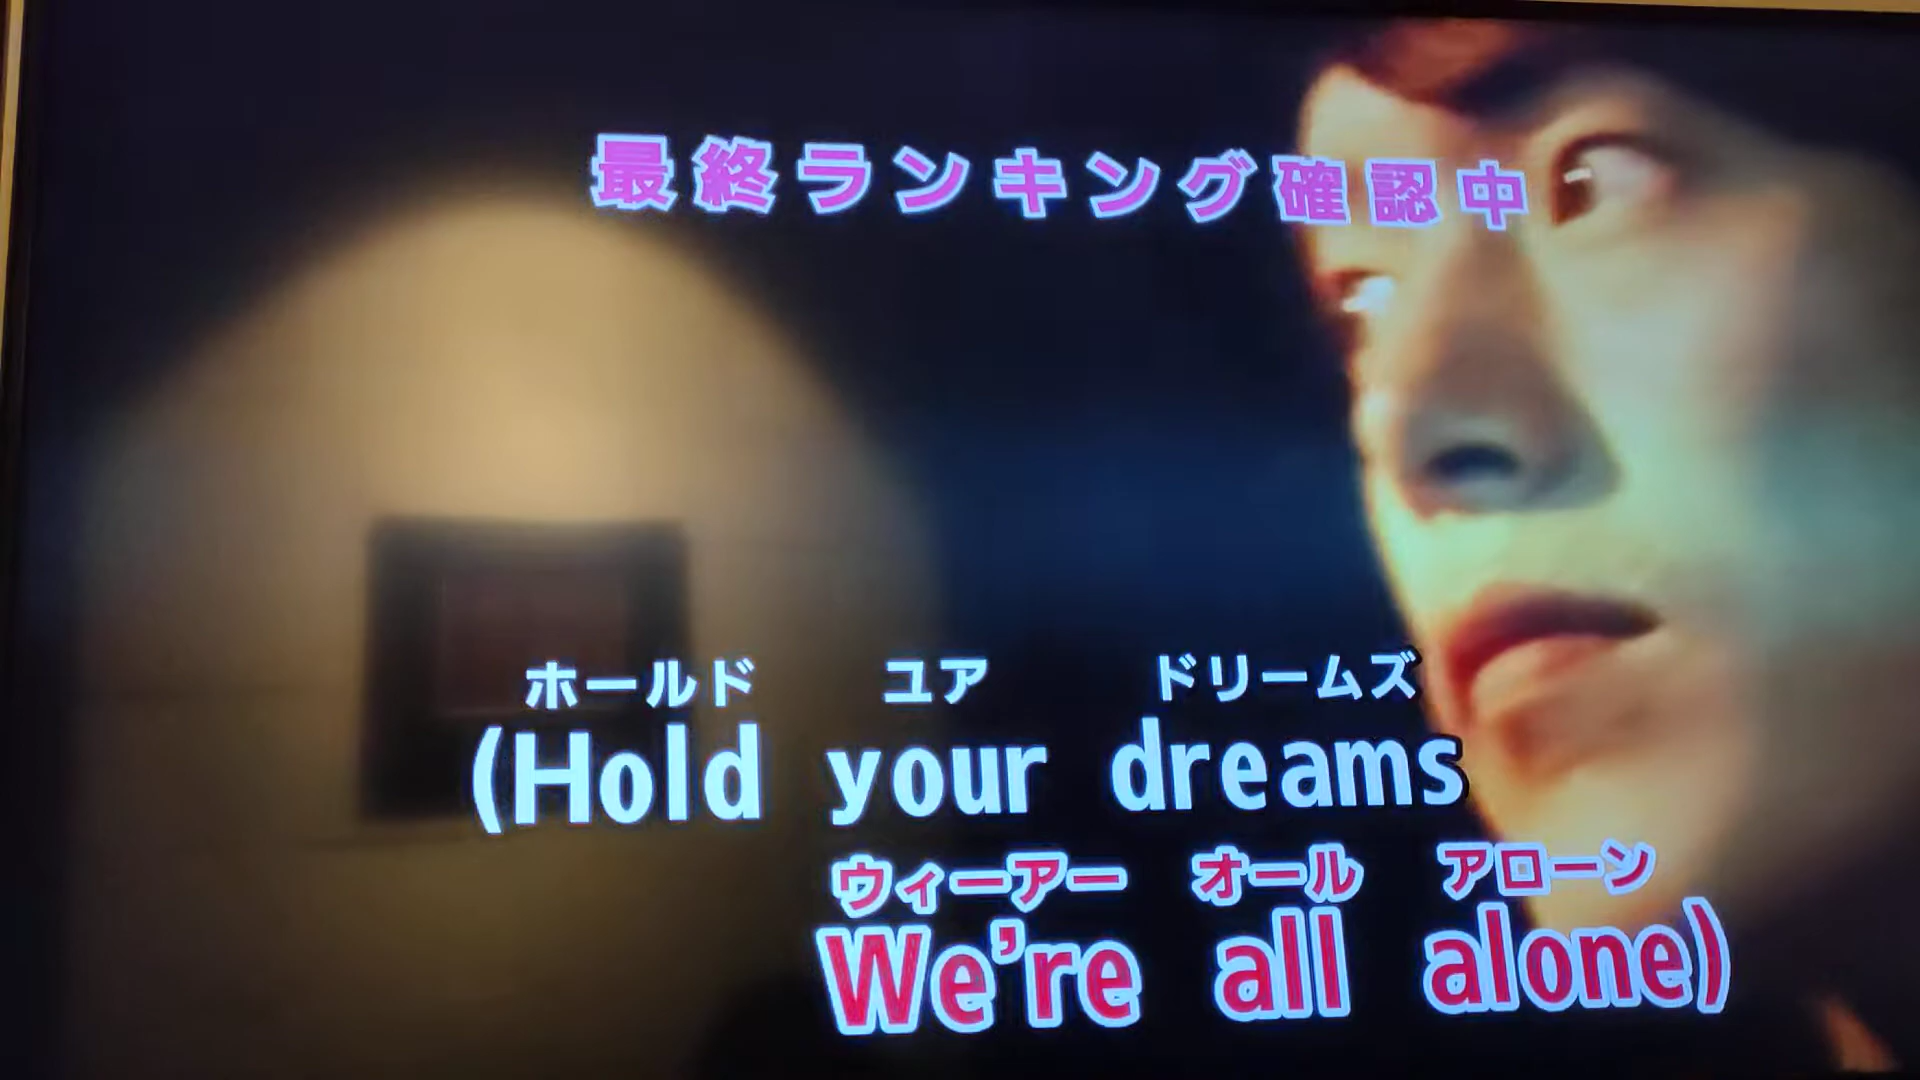 最終ランキング確認中
ホールド ユア ドリームズ
(Hold your dreams
ウィーアー オール アローン
We're all alone)